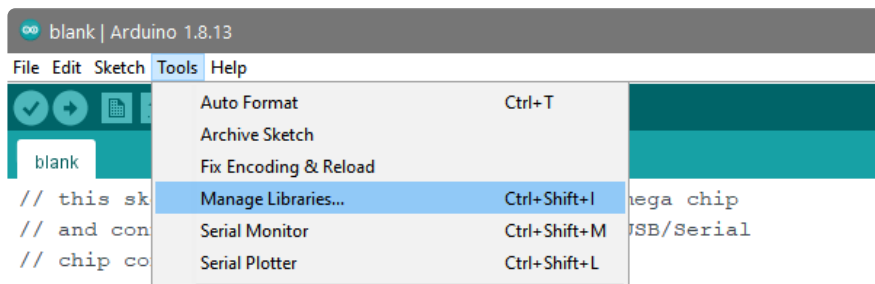 blank | Arduino 1.8.13
File Edit Sketch Tools Help
Auto Format Ctrl+T
Archive Sketch
blank
Fix Encoding & Reload
// this sk
Manage Libraries... Ctrl+Shift+I
mega chip
// and con
Serial Monitor Ctrl+Shift+M
USB/Serial
// chip co
Serial Plotter Ctrl+Shift+L